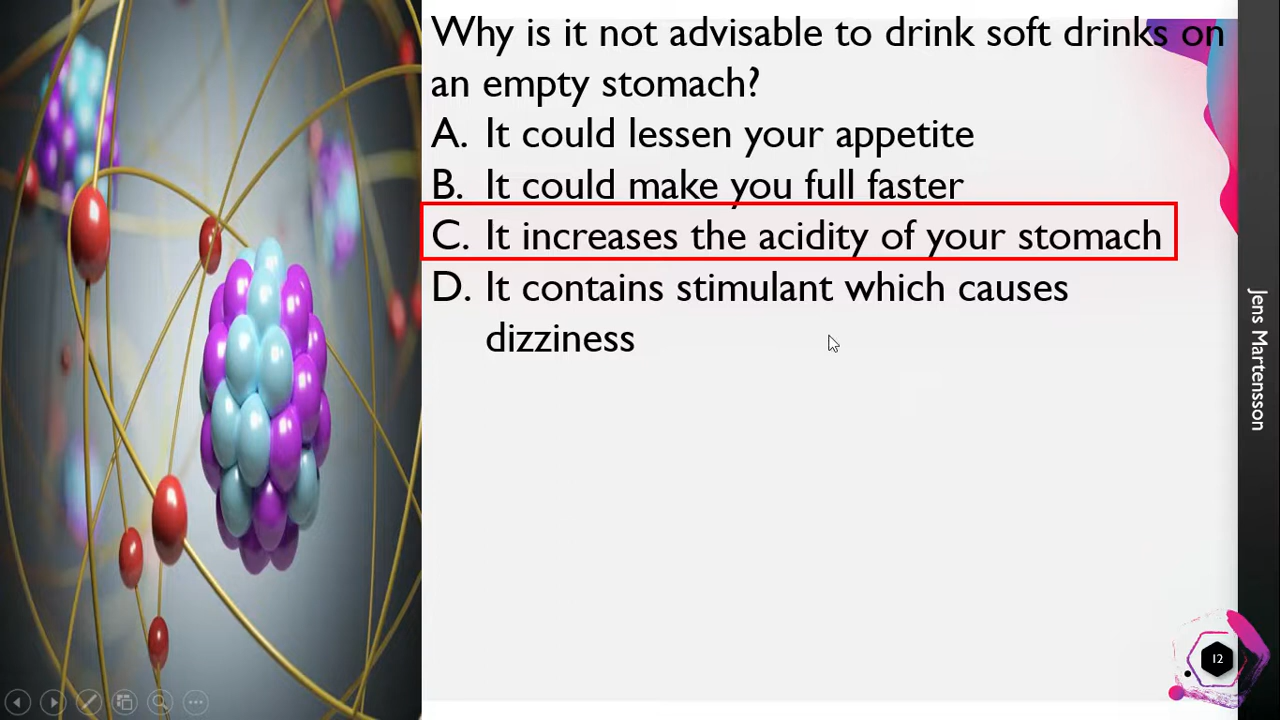 Why is it not advisable to drink soft drinks on
an empty stomach?
A. It could lessen your appetite
B. It could make you full faster
C. It increases the acidity of your stomach
D. It contains stimulant which causes
dizziness
Jens Martensson
12